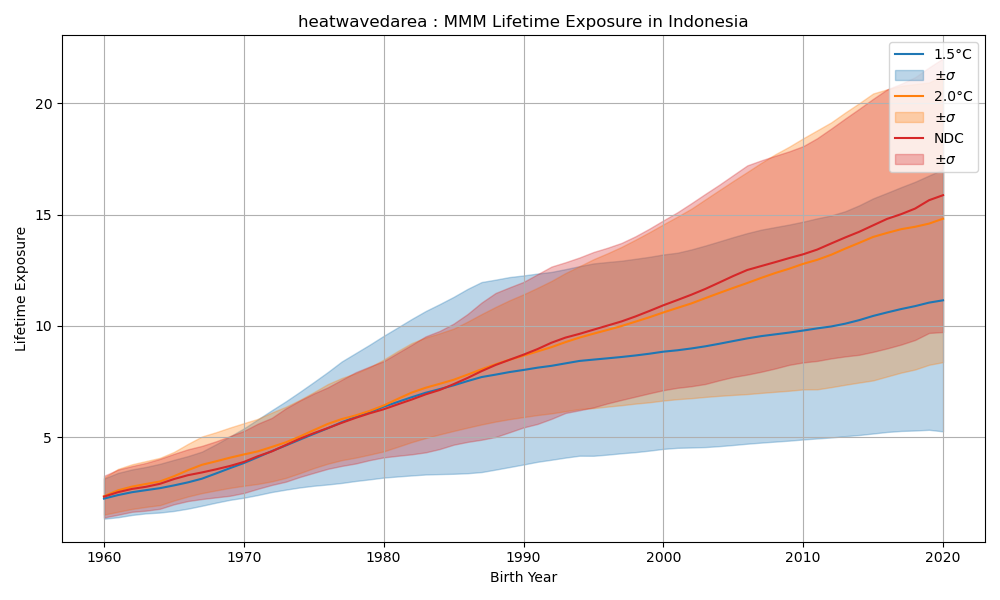 heatwavedarea : MMM Lifetime Exposure in Indonesia
1.5°C
±σ
2.0°C
±σ
NDC
±σ
Lifetime Exposure
20
15
10
5
1960 1970 1980 1990 2000 2010 2020
Birth Year